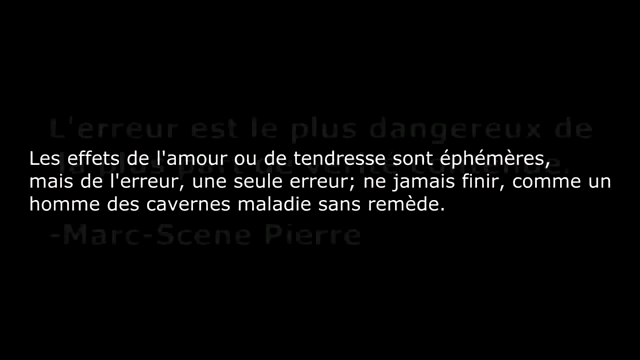 L'erreur est le plus dangereux de
Les effets de l'amour ou de tendresse sont éphémères,
mais de l'erreur, une seule erreur; ne jamais finir, comme un
homme des cavernes maladie sans remède.
-Marc-Scene Pierre